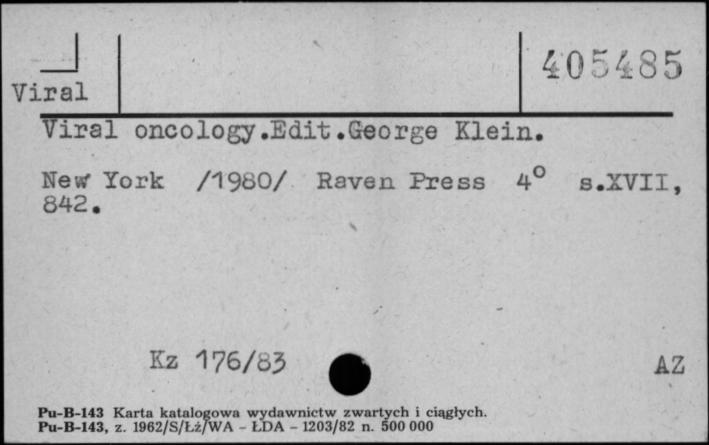 405485
Viral
Viral oncology.Edit.George Klein.
New York /1980/ Raven Press 4° s.XVII,
842.
Kz 176/83 AZ
Pu-B-143 Karta katalogowa wydawnictw zwartych i ciągłych.
Pu-B-143, z. 1962/S/Łż/WA - ŁDA - 1203/82 n. 500 000